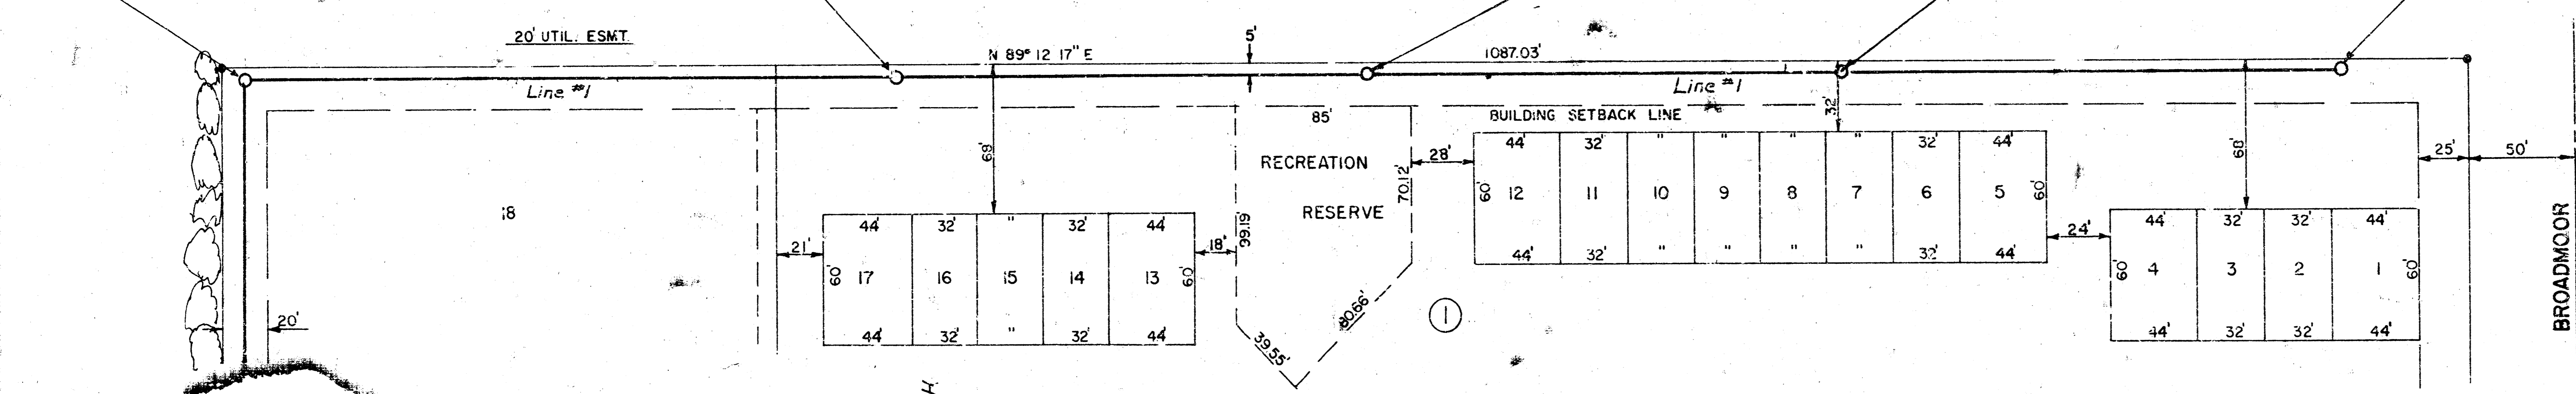 20' UTIL. ESMT.
N 89° 12' 17" E
5'
1087.03'
Line #1
Line #1
85'
BUILDING SETBACK LINE
32'
69'
68'
RECREATION
RESERVE
28'
70.12'
39.19'
80.66'
39.55'
44' 32' " " " " 32' 44'
60' 12 11 10 9 8 7 6 5 60'
44' 32' " " " " 32' 44'
25' 50'
18
21'
44' 32' " 32' 44'
60' 17 16 15 14 13 60'
44' 32' " 32' 44'
18'
24'
44' 32' 32' 44'
60' 4 3 2 1 60'
44' 32' 32' 44'
20'
1
BROADMOOR